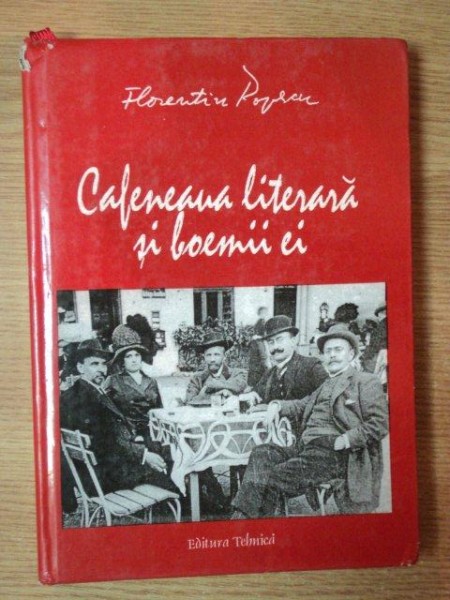 Florentin Popescu
Cafeneaua literară
și boemii ei
Editura Tehnică